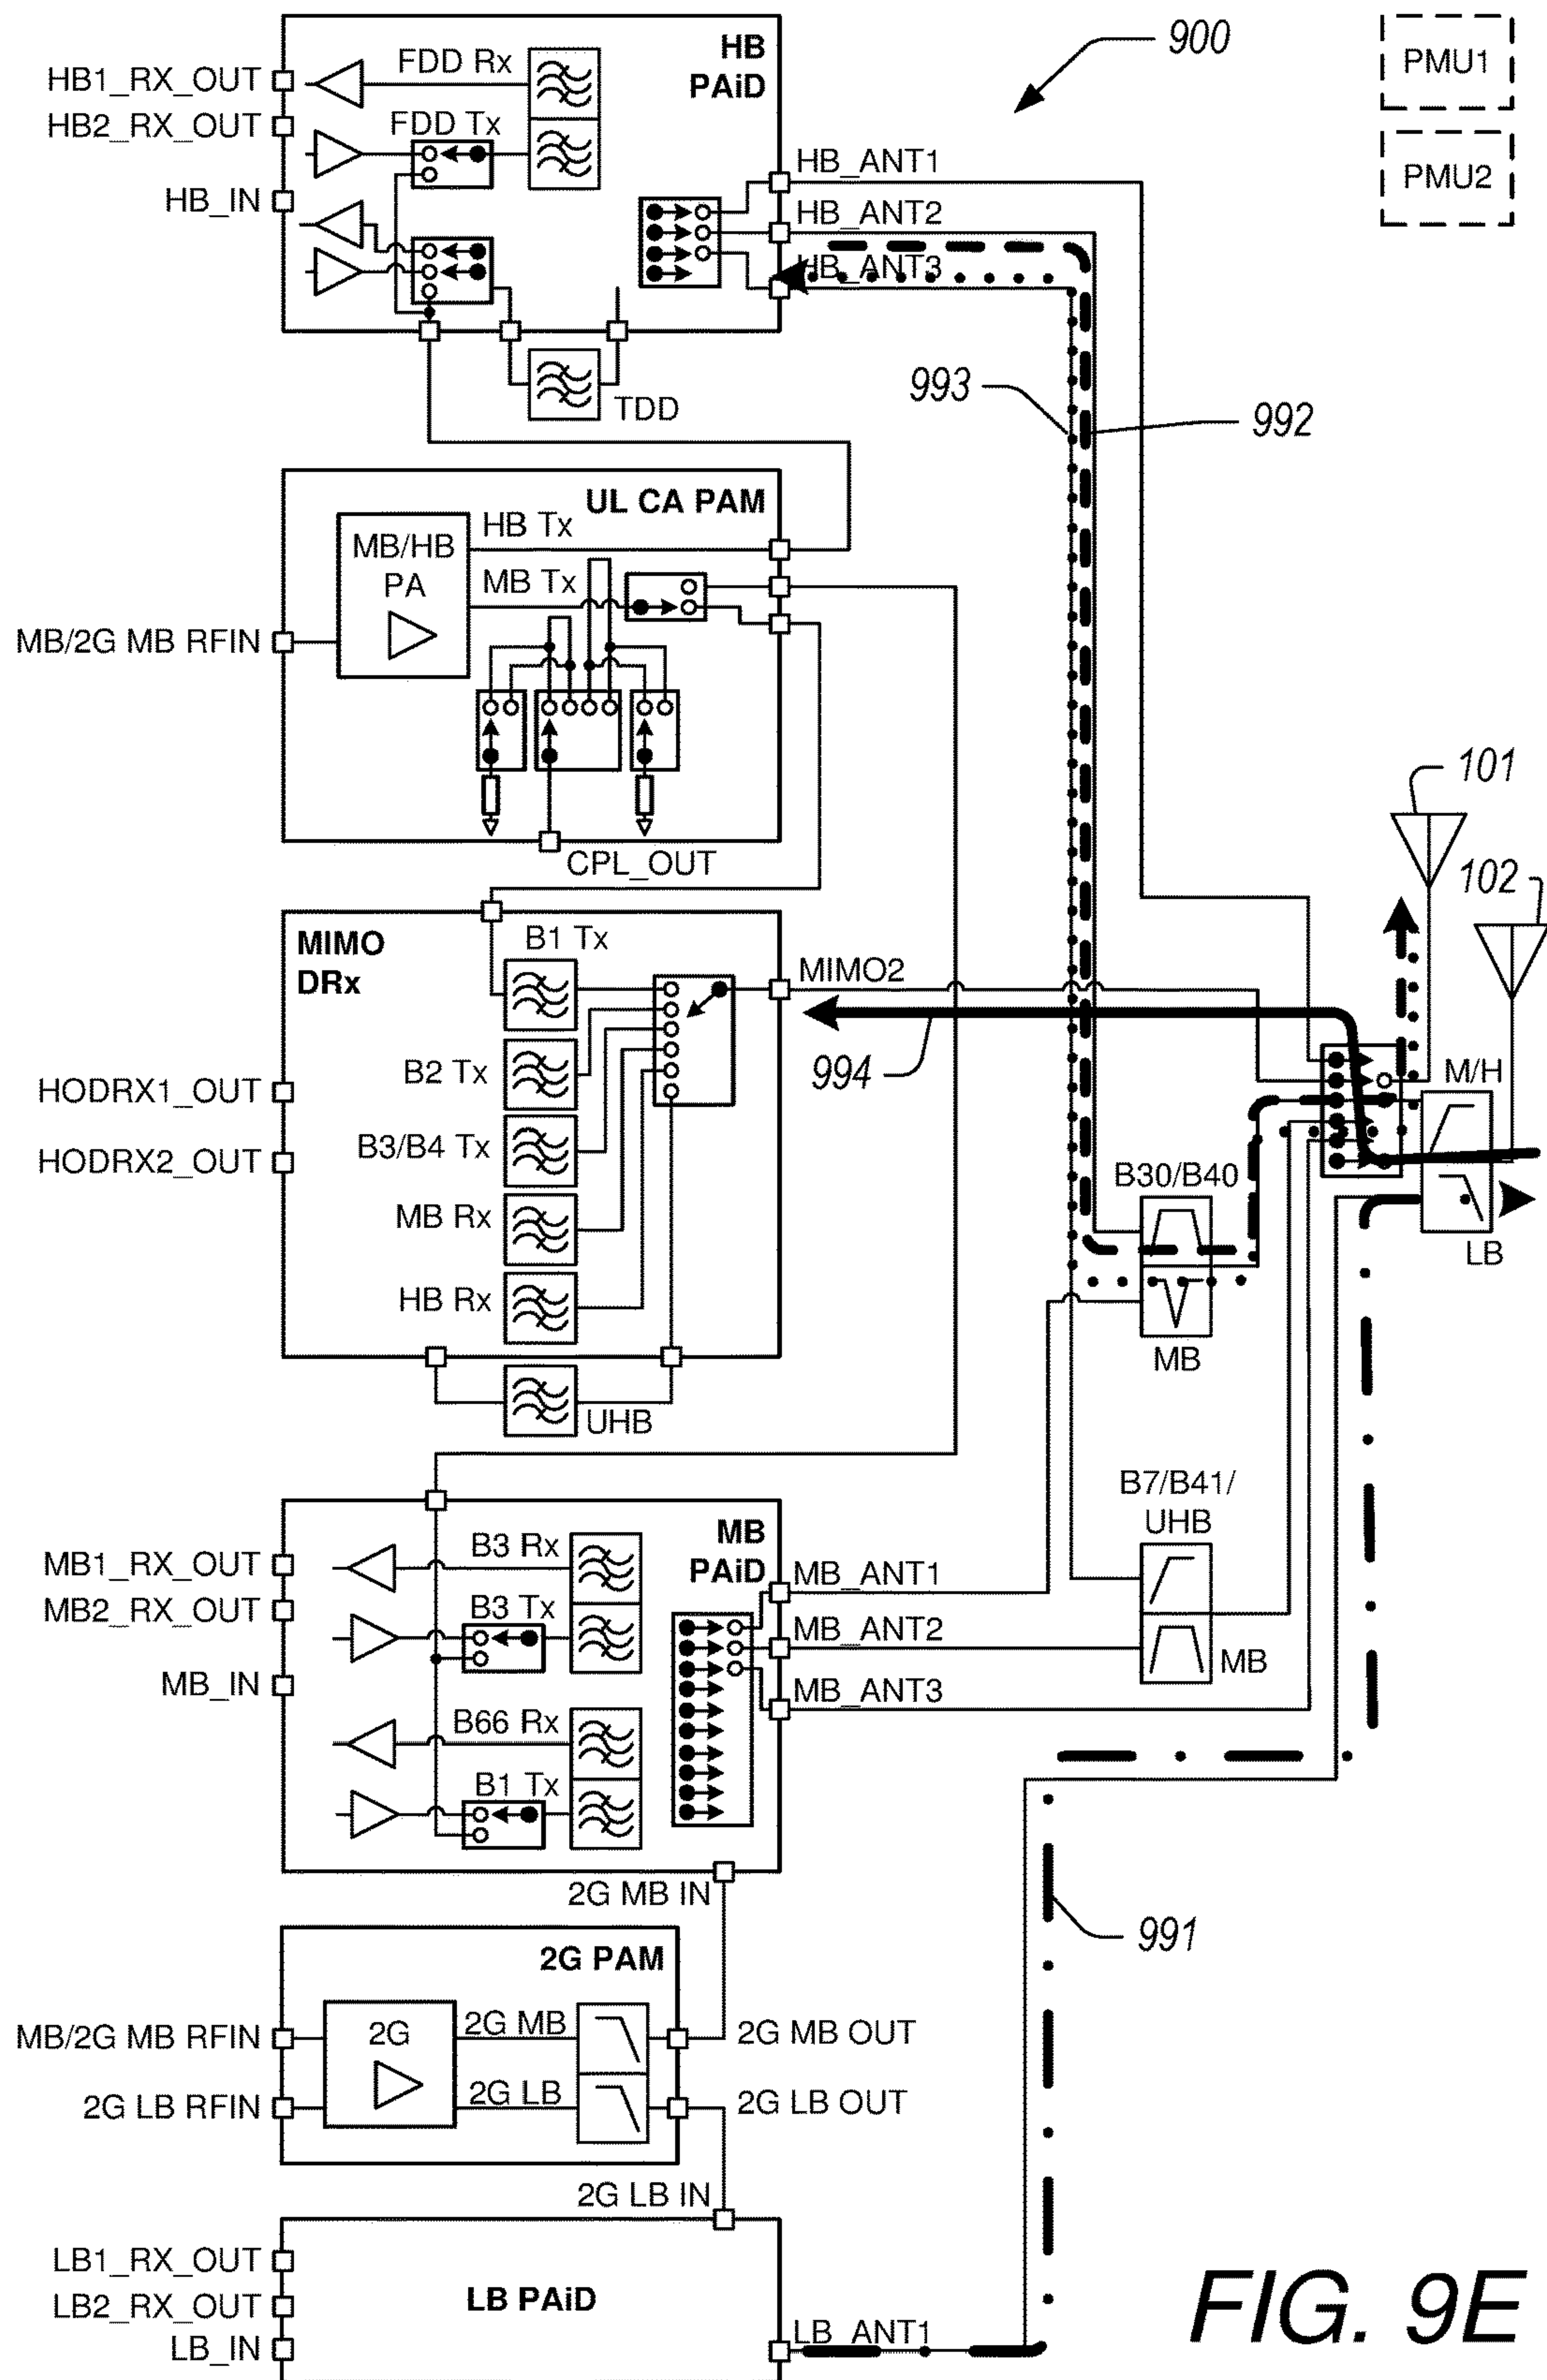 HB
PAiD
900
PMU1
PMU2
HB1_RX_OUT
FDD Rx
HB2_RX_OUT
FDD Tx
HB_IN
HB_ANT1
HB_ANT2
HB_ANT3
TDD
993
992
UL CA PAM
MB/HB
PA
HB Tx
MB Tx
MB/2G MB RFIN
CPL_OUT
101
102
MIMO
DRx
B1 Tx
MIMO2
994
B2 Tx
HODRX1_OUT
M/H
B3/B4 Tx
HODRX2_OUT
B30/B40
MB Rx
LB
HB Rx
MB
UHB
B7/B41/
UHB
MB
PAiD
B3 Rx
MB1_RX_OUT
MB2_RX_OUT
B3 Tx
MB_ANT1
MB_ANT2
MB
MB_IN
MB_ANT3
B66 Rx
B1 Tx
2G MB IN
991
2G PAM
MB/2G MB RFIN
2G
2G MB
2G MB OUT
2G LB RFIN
2G LB
2G LB OUT
2G LB IN
LB1_RX_OUT
LB2_RX_OUT
LB_IN
LB PAiD
LB_ANT1
FIG. 9E